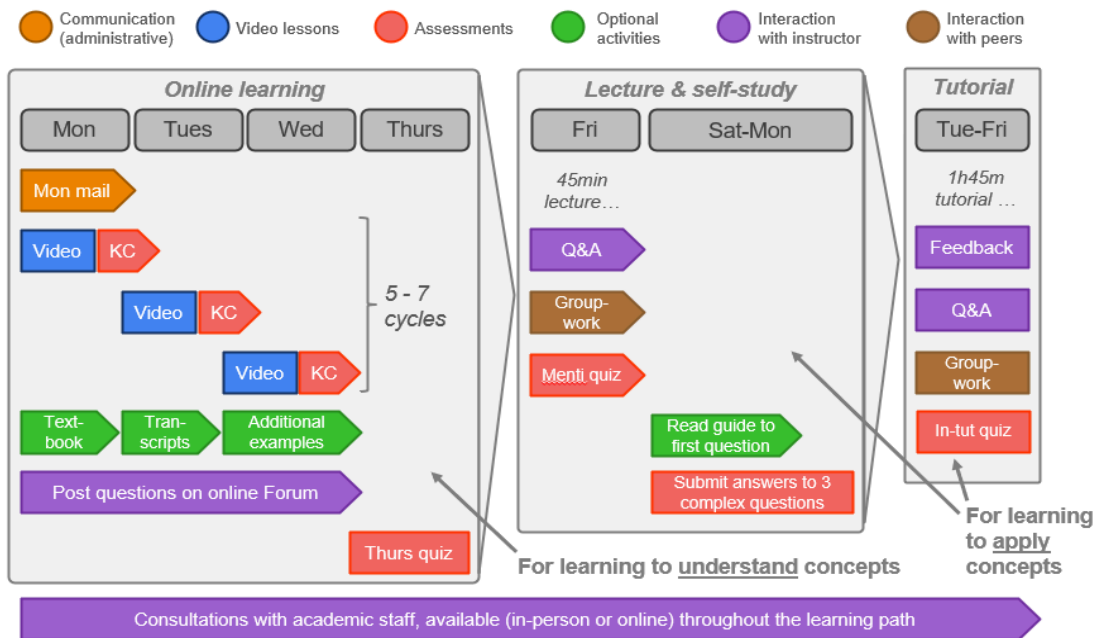 Communication
(administrative)
Video lessons
Assessments
Optional
activities
Interaction
with instructor
Interaction
with peers
Online learning
Mon
Tues
Wed
Thurs
Mon mail
Video
KC
Video
KC
Video
KC
5 - 7
cycles
Text-
book
Tran-
scripts
Additional
examples
Post questions on online Forum
Thurs quiz
Lecture & self-study
Fri
Sat-Mon
45min
lecture…
Q&A
Group-
work
Menti quiz
Read guide to
first question
Submit answers to 3
complex questions
Tutorial
Tue-Fri
1h45m
tutorial …
Feedback
Q&A
Group-
work
In-tut quiz
For learning to understand concepts
For learning
to apply
concepts
Consultations with academic staff, available (in-person or online) throughout the learning path